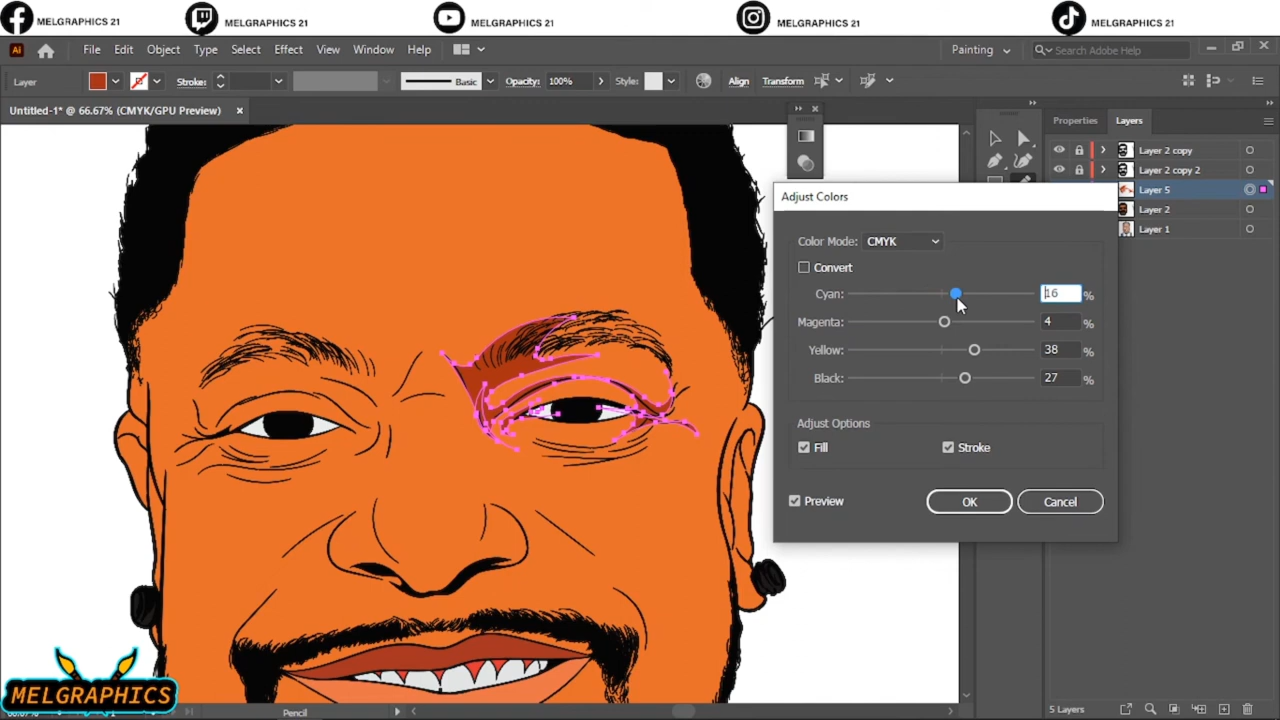 MELGRAPHICS 21 MELGRAPHICS 21 MELGRAPHICS 21 MELGRAPHICS 21 MELGRAPHICS 21
Ai File Edit Object Type Select Effect View Window Help Painting Search Adobe Help
Layer Stroke: Basic Opacity: 100% Style: Align Transform
Untitled-1* @ 66.67% (CMYK/GPU Preview) ×
Properties Layers
Layer 2 copy
Layer 2 copy 2
Layer 5
Layer 2
Layer 1
Adjust Colors
Color Mode: CMYK
Convert
Cyan: 16 %
Magenta: 4 %
Yellow: 38 %
Black: 27 %
Adjust Options
Fill Stroke
Preview OK Cancel
MELGRAPHICS
Pencil
5 Layers